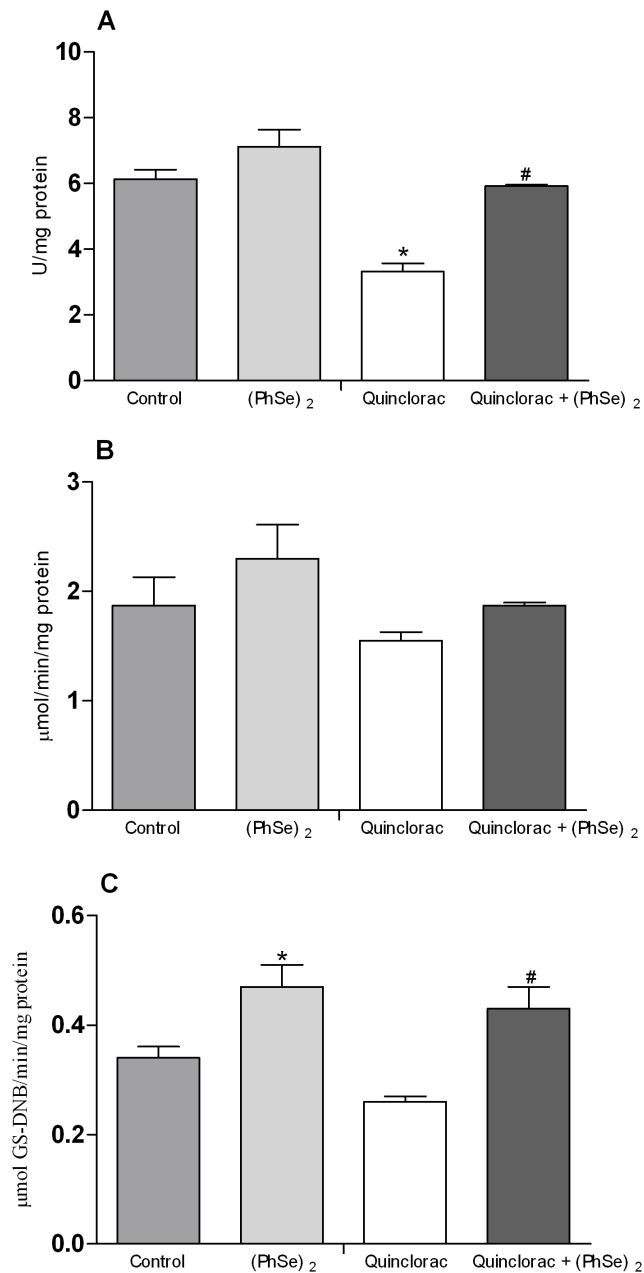 A
10
8
6
4
2
0
U/mg protein
*
#
Control (PhSe) 2 Quinclorac Quinclorac + (PhSe) 2
B
3
2
1
0
µmol/min/mg protein
Control (PhSe) 2 Quinclorac Quinclorac + (PhSe) 2
C
0.6
0.4
0.2
0.0
µmol GS-DNB/min/mg protein
*
#
Control (PhSe) 2 Quinclorac Quinclorac + (PhSe) 2